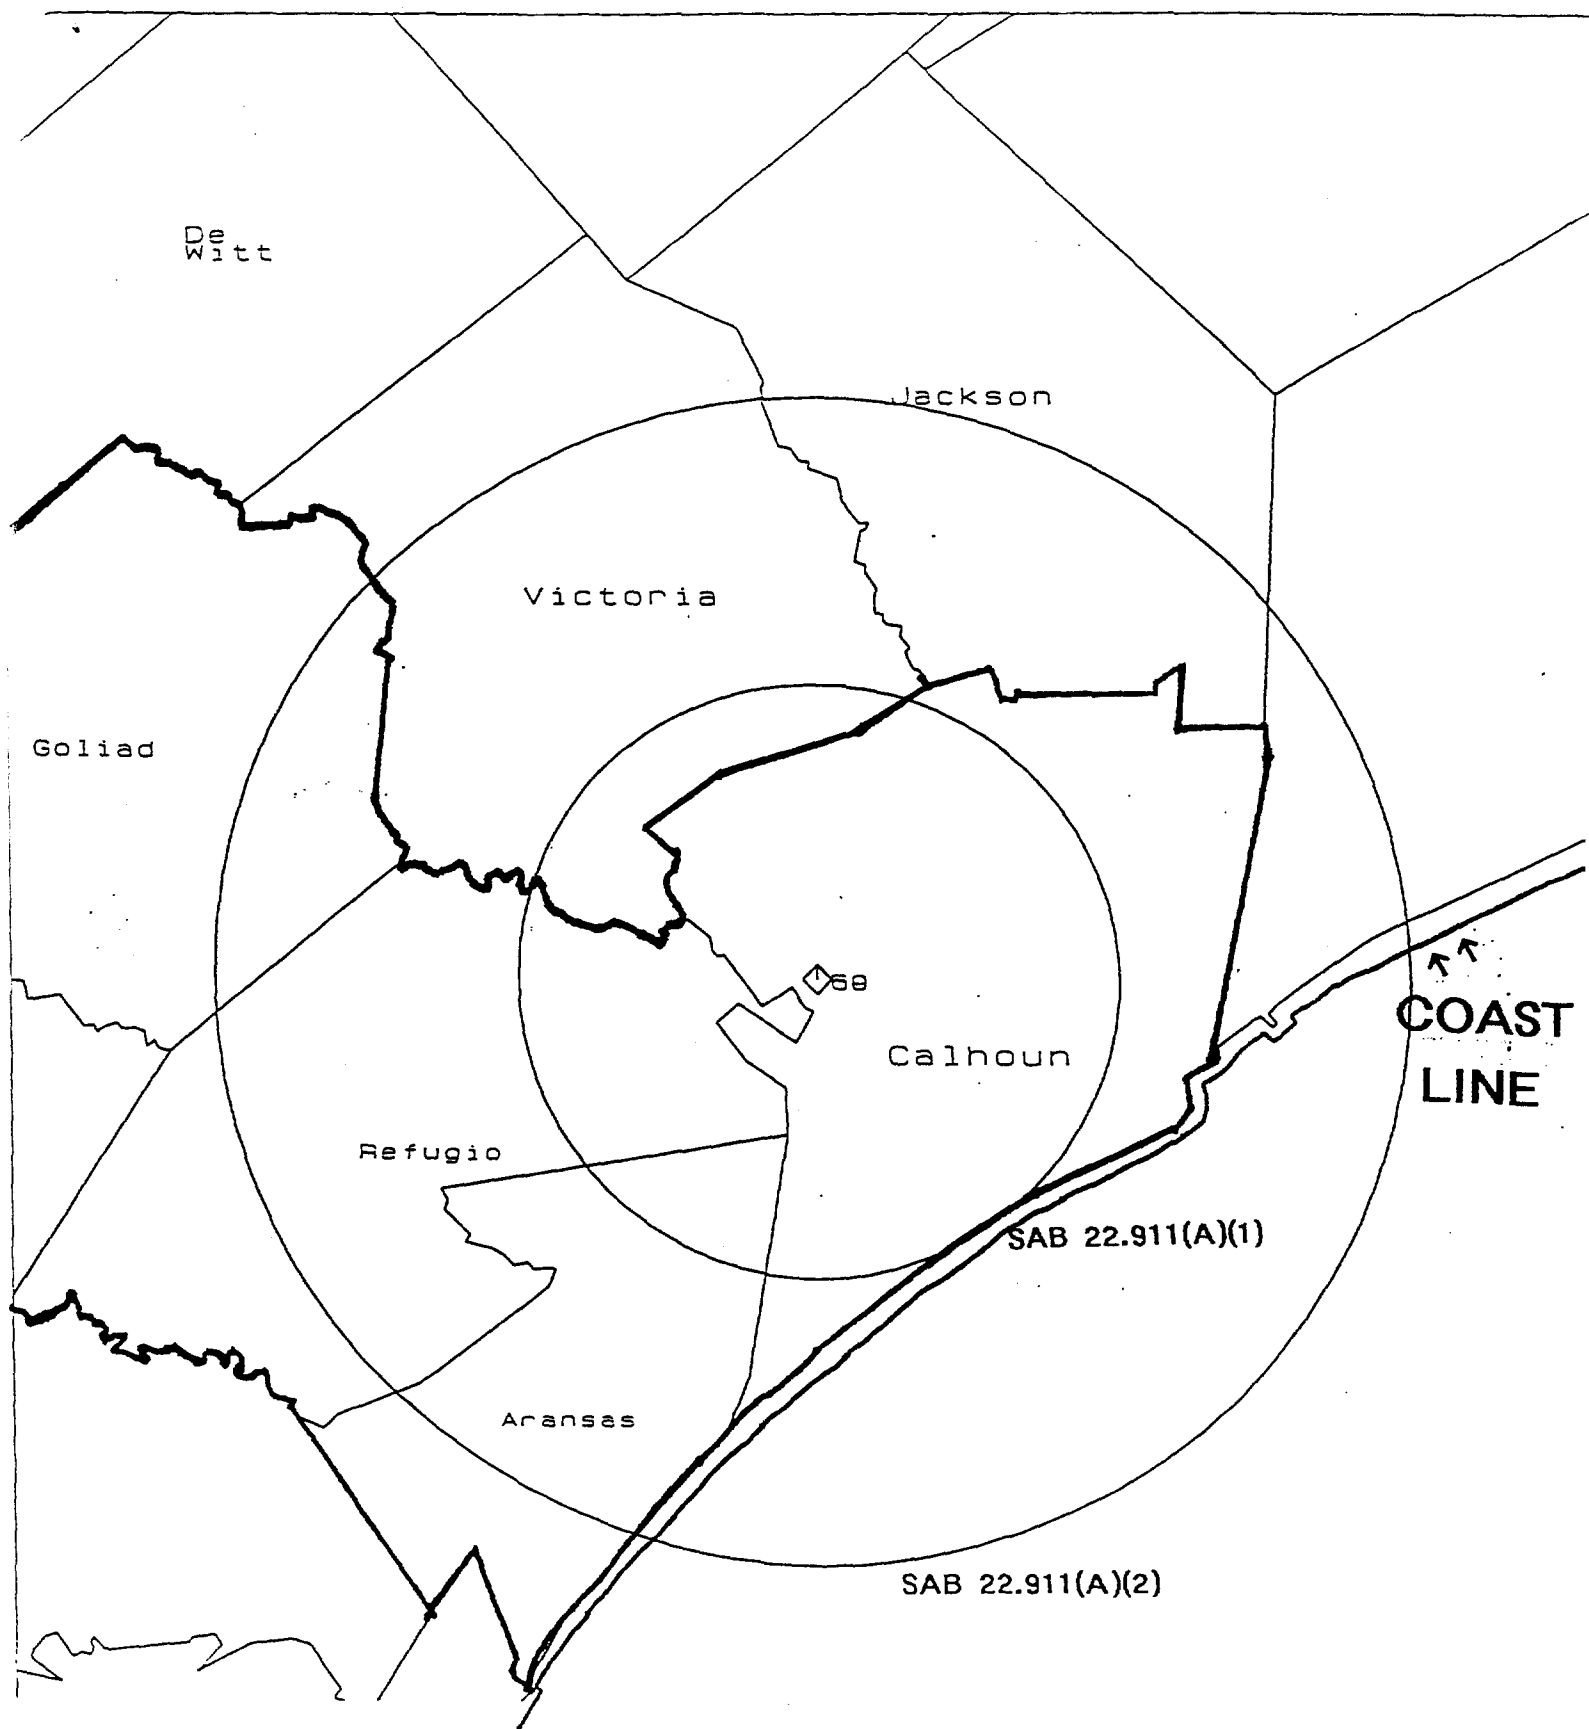 De
Witt
Jackson
Victoria
Goliad
68
COAST
LINE
Calhoun
Refugio
SAB 22.911(A)(1)
Aransas
SAB 22.911(A)(2)